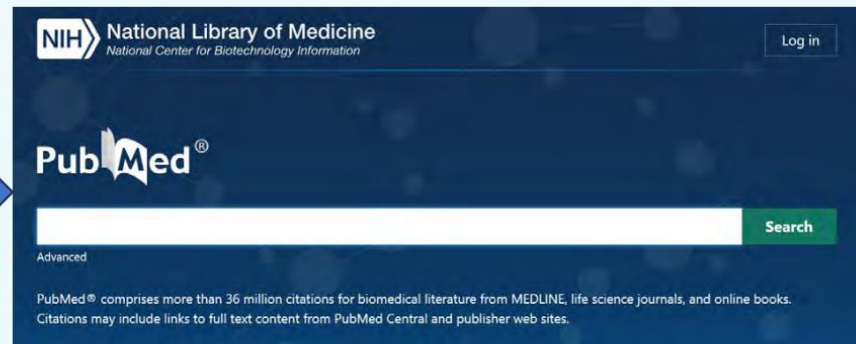 NIH National Library of Medicine
National Center for Biotechnology Information
Log in
PubMed®
Search
Advanced
PubMed® comprises more than 36 million citations for biomedical literature from MEDLINE, life science journals, and online books.
Citations may include links to full text content from PubMed Central and publisher web sites.